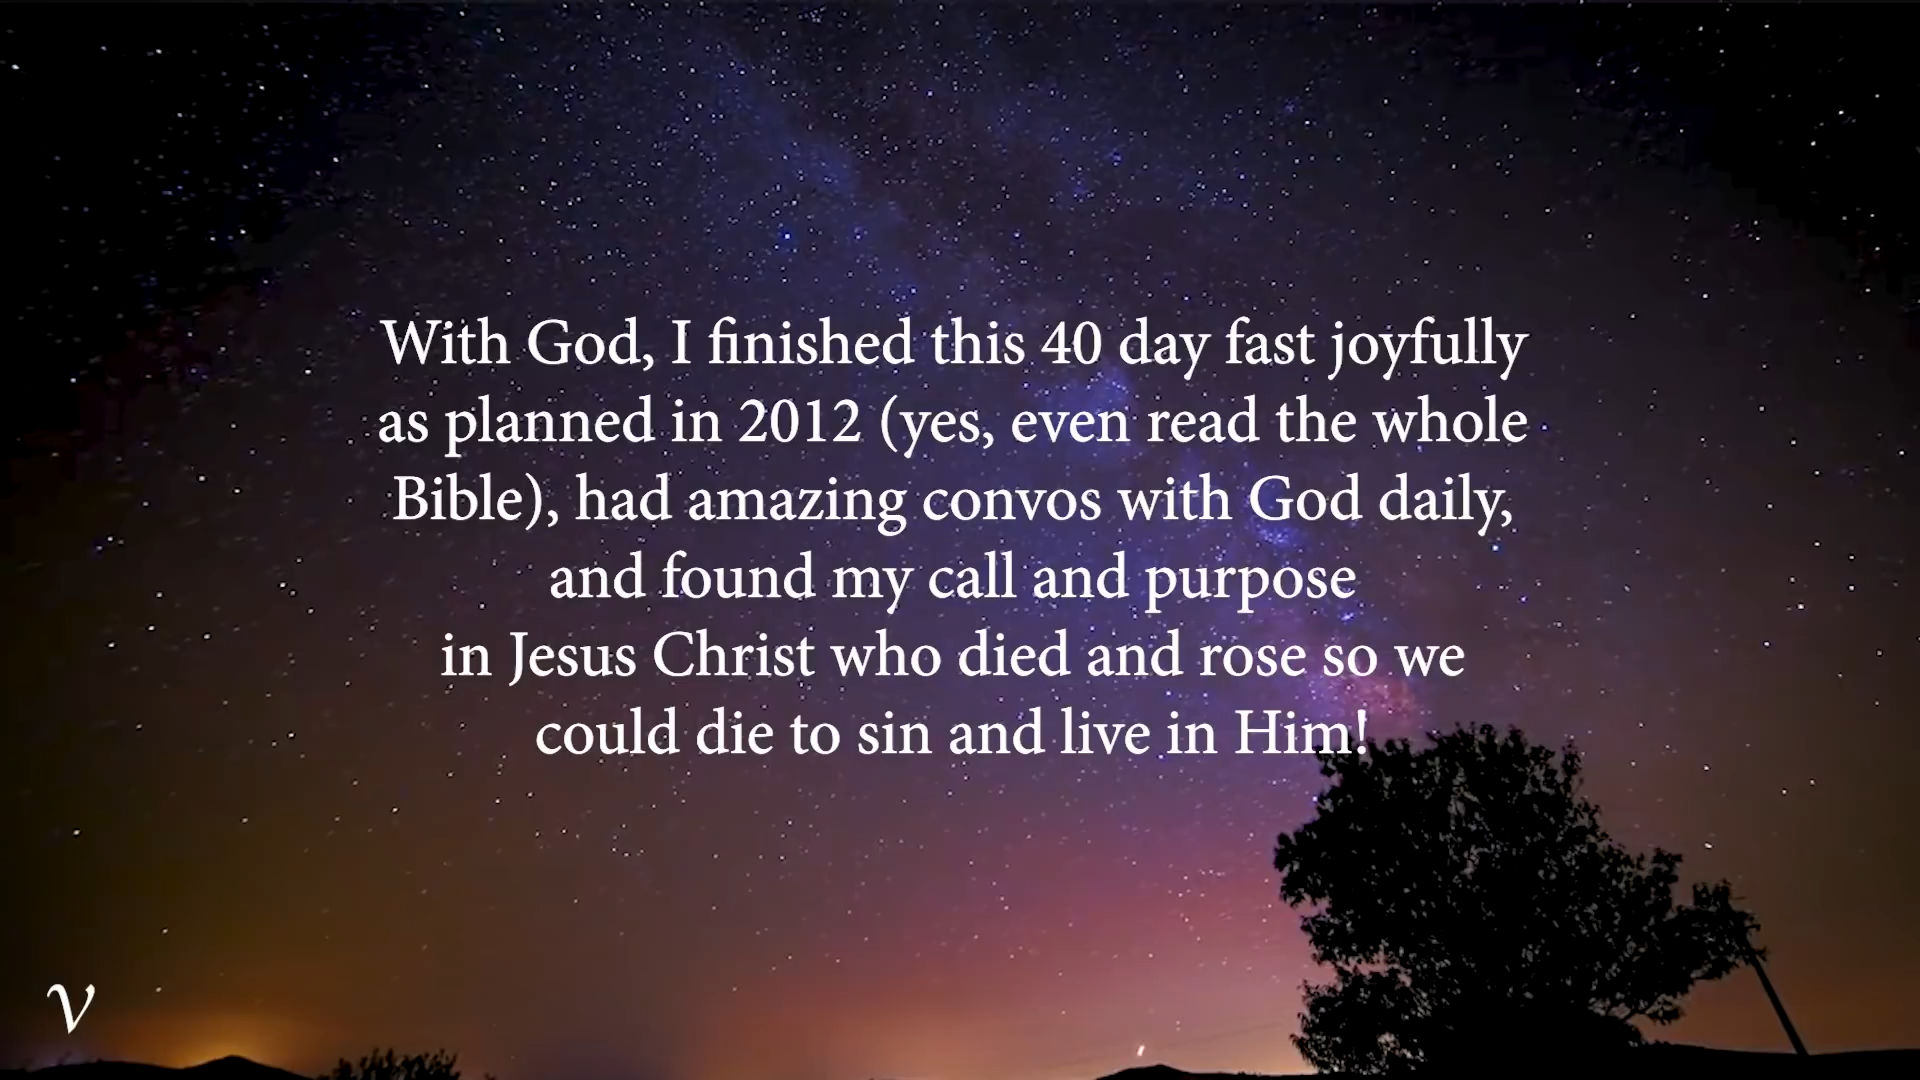 With God, I finished this 40 day fast joyfully
as planned in 2012 (yes, even read the whole
Bible), had amazing convos with God daily,
and found my call and purpose
in Jesus Christ who died and rose so we
could die to sin and live in Him!
V